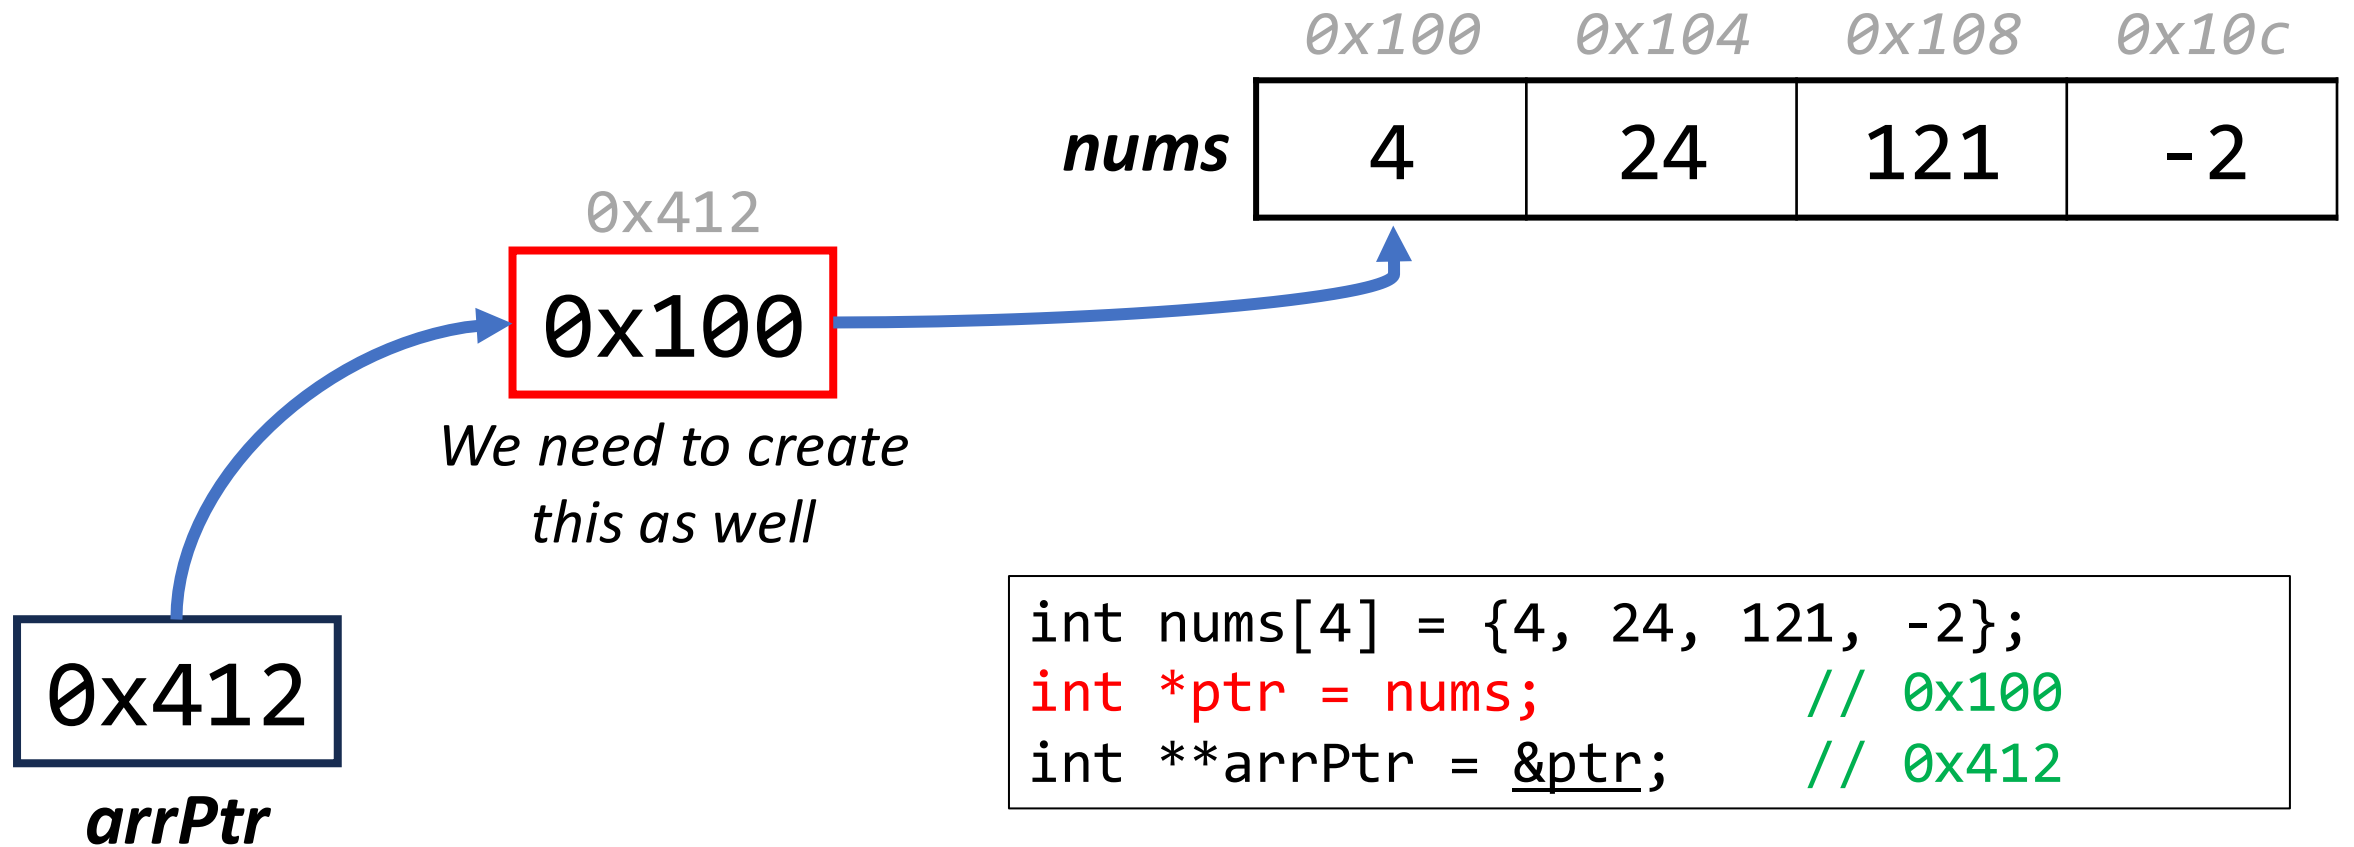 0x100 0x104 0x108 0x10c
nums 4 24 121 -2
0x412
0x100
We need to create
this as well
0x412
arrPtr
int nums[4] = {4, 24, 121, -2};
int *ptr = nums; // 0x100
int **arrPtr = &ptr; // 0x412